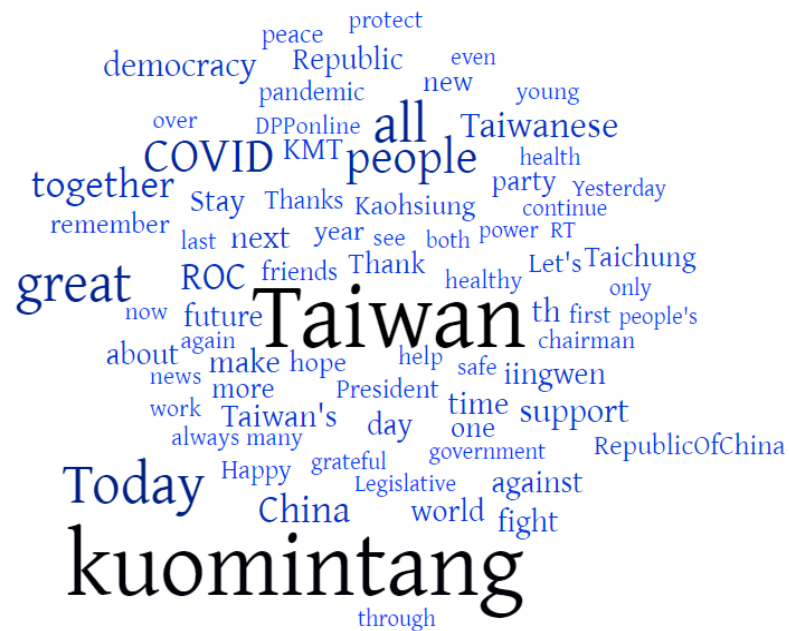 protect
peace
democracy Republic even
pandemic new young
over DPPonline all Taiwanese
COVID KMT people health
together party Yesterday
Stay Thanks Kaohsiung continue
remember last next year see both power RT
great ROC friends Thank healthy Let's Taichung
only
now future Taiwan th first people's
again chairman
about make hope help safe iingwen
news more President
work Taiwan's day time support
one
always many government RepublicOfChina
Today Happy grateful Legislative against
China world fight
kuomintang
through